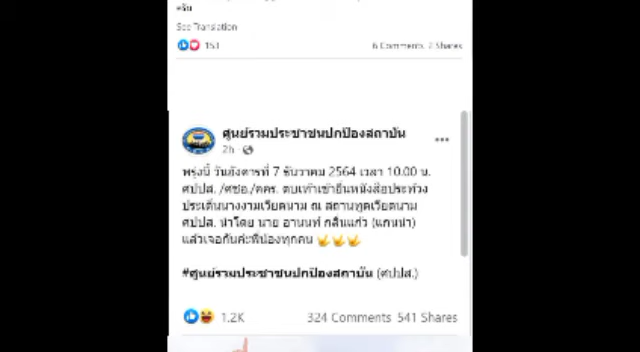 ครับ
See Translation
153
6 Comments 2 Shares
ศูนย์รวมประชาชนปกป้องสถาบัน
2h
พรุ่งนี้ วันอังคารที่ 7 ธันวาคม 2564 เวลา 10.00 น.
ศปปส. /ศชอ./คคร. ตบเท้าเข้ายื่นหนังสือประท้วง
ประเด็นนางงามเวียดนาม ณ สถานทูตเวียดนาม
ศปปส. นำโดย นาย อานนท์ กลิ่นแก้ว (แกนนำ)
แล้วเจอกันค่ะพี่น้องทุกคน
#ศูนย์รวมประชาชนปกป้องสถาบัน (ศปปส.)
1.2K
324 Comments 541 Shares